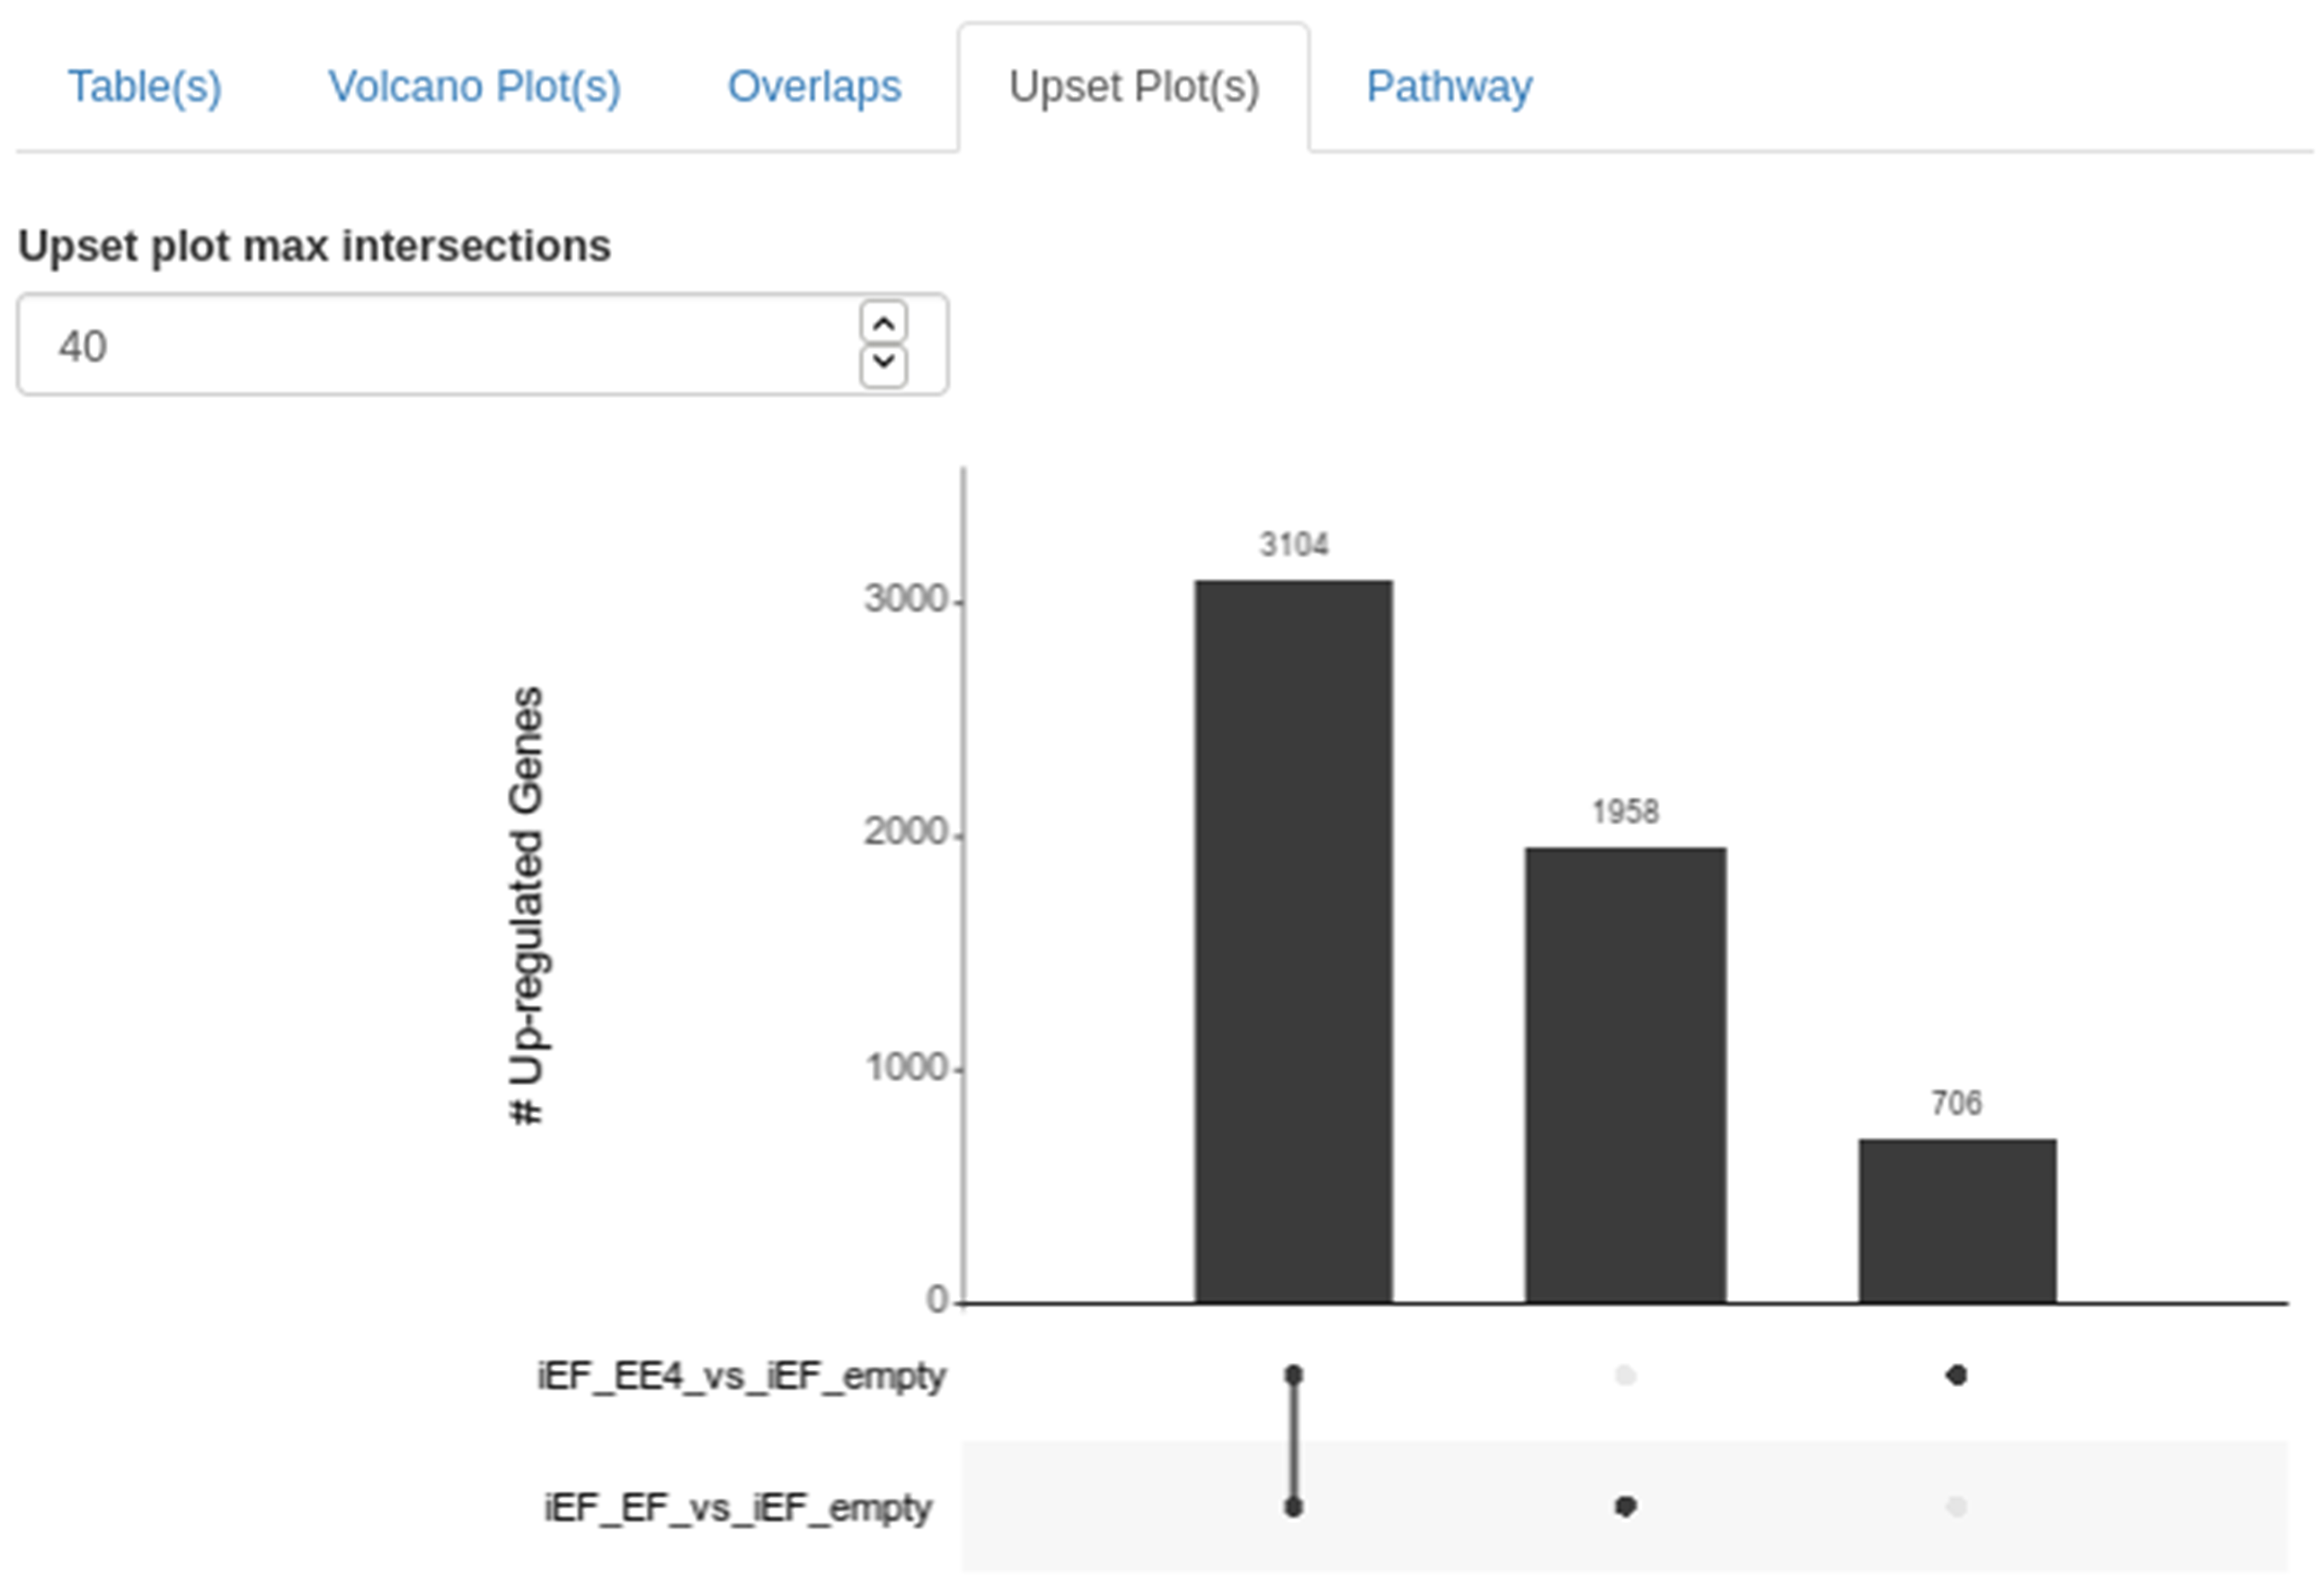 Table(s) Volcano Plot(s) Overlaps Upset Plot(s) Pathway
Upset plot max intersections
40
# Up-regulated Genes
3000
2000
1000
0
3104
1958
706
iEF_EE4_vs_iEF_empty
iEF_EF_vs_iEF_empty